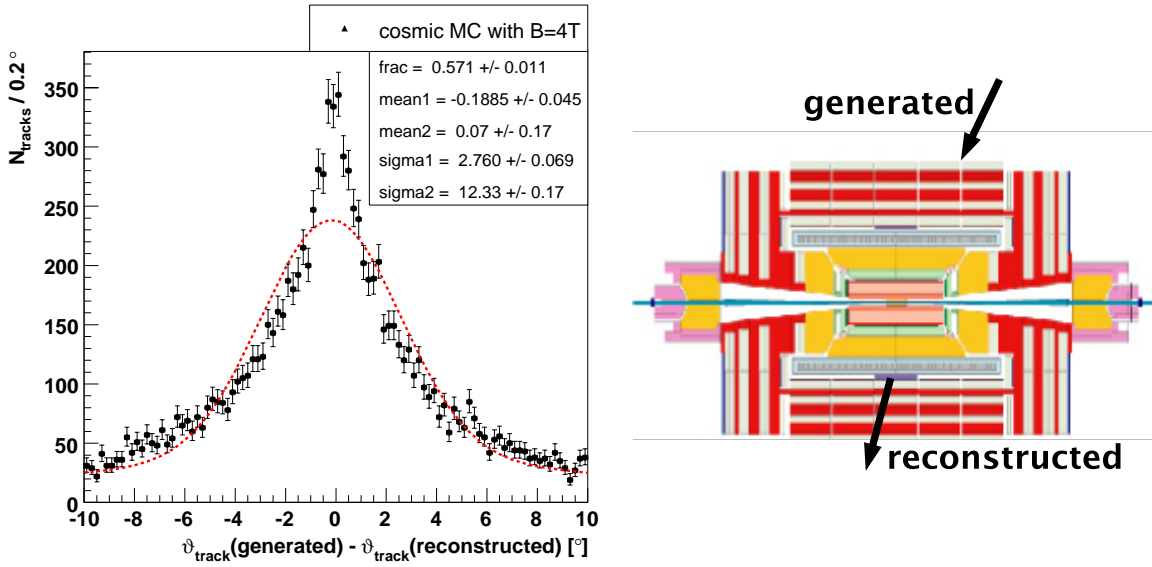 cosmic MC with B=4T
frac = 0.571 +/- 0.011
mean1 = -0.1885 +/- 0.045
mean2 = 0.07 +/- 0.17
sigma1 = 2.760 +/- 0.069
sigma2 = 12.33 +/- 0.17
N_tracks / 0.2 °
350
300
250
200
150
100
50
0
-10 -8 -6 -4 -2 0 2 4 6 8 10
ϑ_track(generated) - ϑ_track(reconstructed) [°]
generated
reconstructed